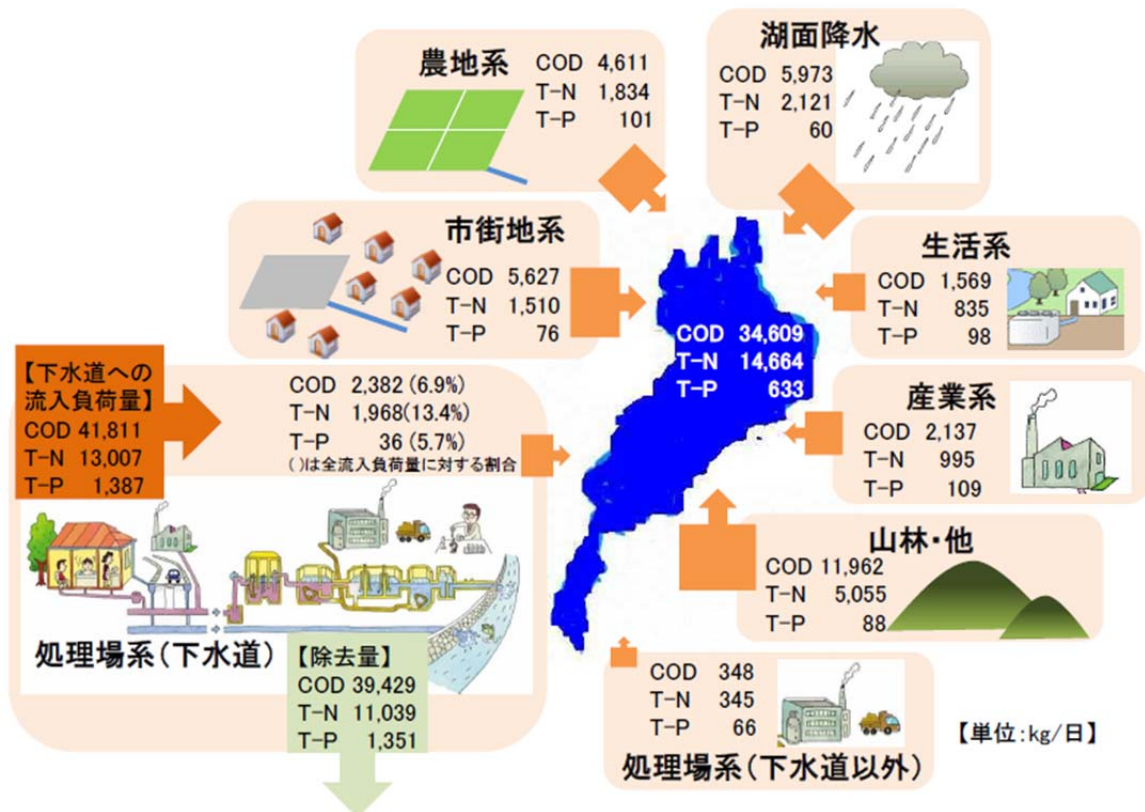 農地系
COD 4,611
T-N 1,834
T-P 101
湖面降水
COD 5,973
T-N 2,121
T-P 60
市街地系
COD 5,627
T-N 1,510
T-P 76
生活系
COD 1,569
T-N 835
T-P 98
COD 34,609
T-N 14,664
T-P 633
【下水道への
流入負荷量】
COD 41,811
T-N 13,007
T-P 1,387
COD 2,382 (6.9%)
T-N 1,968(13.4%)
T-P 36 (5.7%)
( )は全流入負荷量に対する割合
産業系
COD 2,137
T-N 995
T-P 109
山林・他
COD 11,962
T-N 5,055
T-P 88
処理場系(下水道)
【除去量】
COD 39,429
T-N 11,039
T-P 1,351
COD 348
T-N 345
T-P 66
処理場系(下水道以外)
【単位:kg/日】